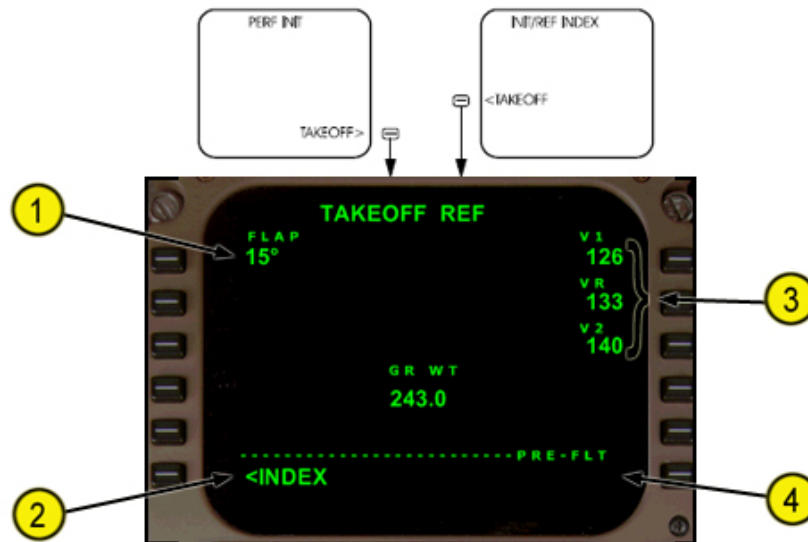 PERF INIT
TAKEOFF>
INIT/REF INDEX
<TAKEOFF
TAKEOFF REF
FLAP
15°
V1
126
VR
133
V2
140
GR WT
243.0
------------------------PRE-FLT
<INDEX
1
2
3
4